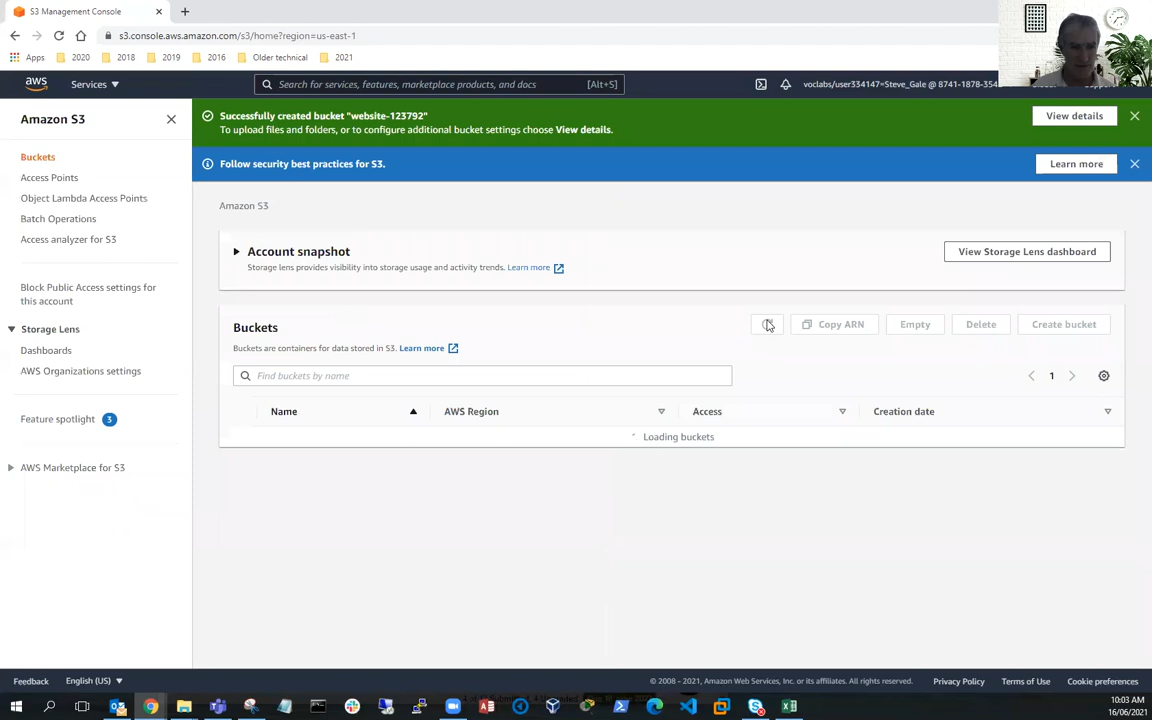 S3 Management Console
s3.console.aws.amazon.com/s3/home?region=us-east-1
Apps 2020 2018 2019 2016 Older technical 2021
aws Services Search for services, features, marketplace products, and docs [Alt+S] voclabs/user334147=Steve_Gale @ 8741-1878-354
Amazon S3
Buckets
Access Points
Object Lambda Access Points
Batch Operations
Access analyzer for S3
Block Public Access settings for
this account
Storage Lens
Dashboards
AWS Organizations settings
Feature spotlight 3
AWS Marketplace for S3
Successfully created bucket "website-123792"
To upload files and folders, or to configure additional bucket settings choose View details.
View details
Follow security best practices for S3.
Learn more
Amazon S3
Account snapshot
Storage lens provides visibility into storage usage and activity trends. Learn more
View Storage Lens dashboard
Buckets
Buckets are containers for data stored in S3. Learn more
Copy ARN Empty Delete Create bucket
Find buckets by name
1
Name AWS Region Access Creation date
Loading buckets
Feedback English (US) © 2008 - 2021, Amazon Web Services, Inc. or its affiliates. All rights reserved. Privacy Policy Terms of Use Cookie preferences
10:03 AM
16/06/2021